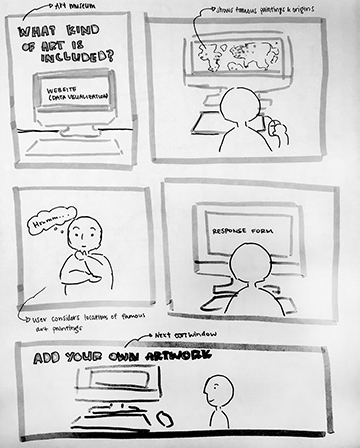 Art museum
WHAT KIND
OF ART IS
INCLUDED?
WEBSITE
(DATA VISUALIZATION)
shows famous paintings & origins
Hmmm...
user considers locations of famous
art paintings
RESPONSE FORM
Next
window
ADD YOUR OWN ARTWORK